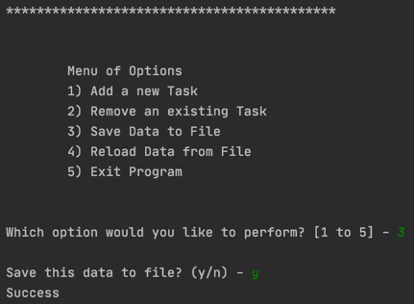 *******************************************
Menu of Options
1) Add a new Task
2) Remove an existing Task
3) Save Data to File
4) Reload Data from File
5) Exit Program
Which option would you like to perform? [1 to 5] - 3
Save this data to file? (y/n) - y
Success